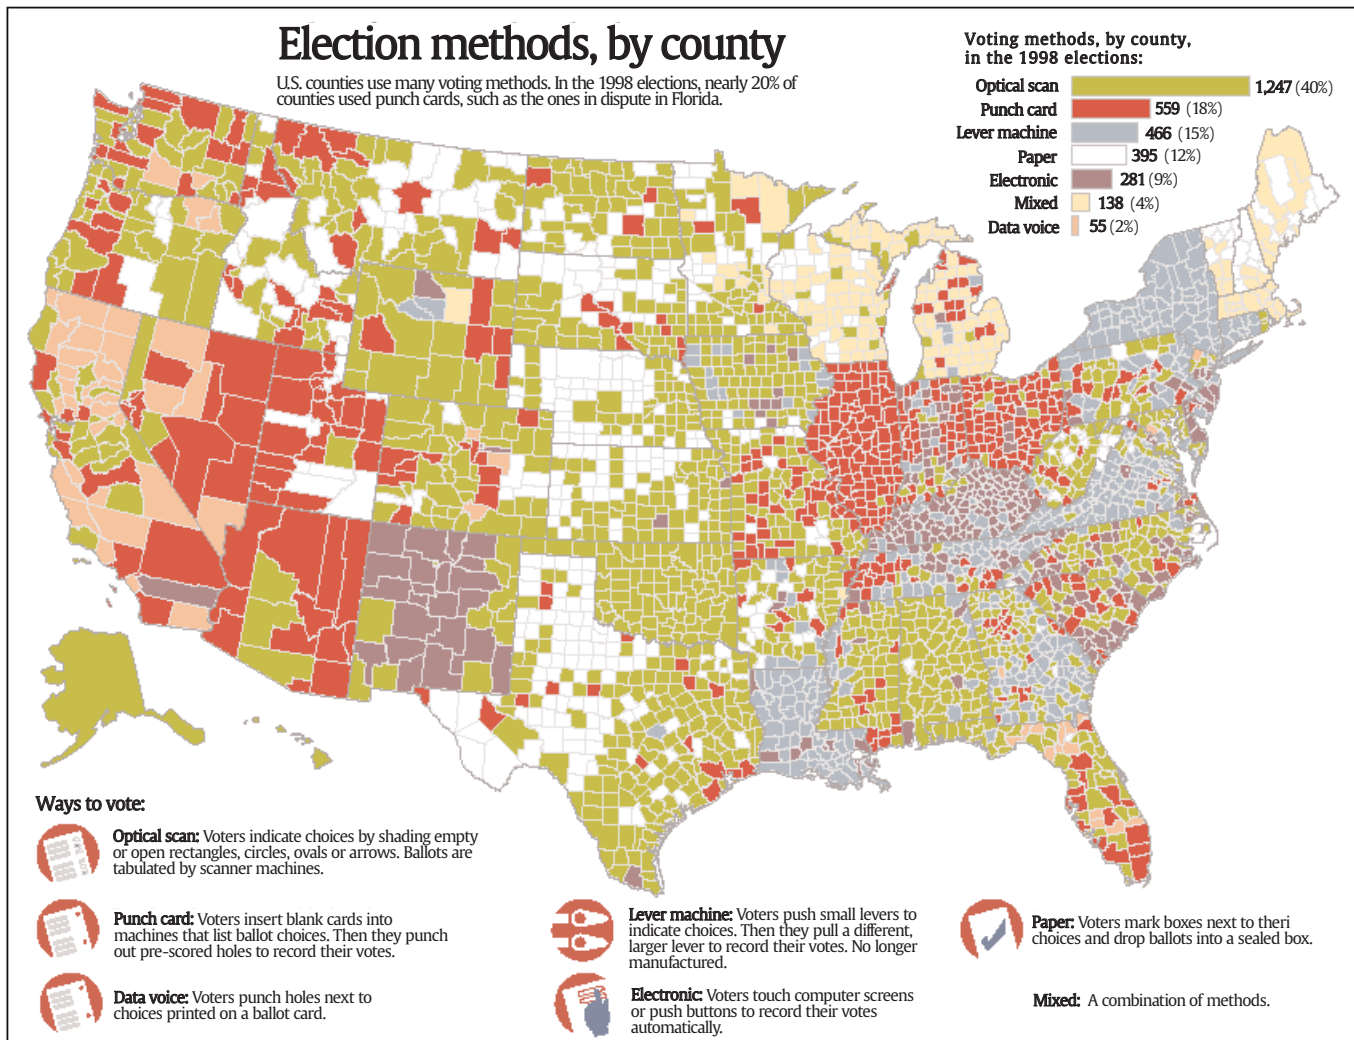 Election methods, by county
U.S. counties use many voting methods. In the 1998 elections, nearly 20% of
counties used punch cards, such as the ones in dispute in Florida.
Voting methods, by county,
in the 1998 elections:
Optical scan 1,247 (40%)
Punch card 559 (18%)
Lever machine 466 (15%)
Paper 395 (12%)
Electronic 281 (9%)
Mixed 138 (4%)
Data voice 55 (2%)
Ways to vote:
Optical scan: Voters indicate choices by shading empty
or open rectangles, circles, ovals or arrows. Ballots are
tabulated by scanner machines.
Punch card: Voters insert blank cards into
machines that list ballot choices. Then they punch
out pre-scored holes to record their votes.
Data voice: Voters punch holes next to
choices printed on a ballot card.
Lever machine: Voters push small levers to
indicate choices. Then they pull a different,
larger lever to record their votes. No longer
manufactured.
Electronic: Voters touch computer screens
or push buttons to record their votes
automatically.
Paper: Voters mark boxes next to theri
choices and drop ballots into a sealed box.
Mixed: A combination of methods.